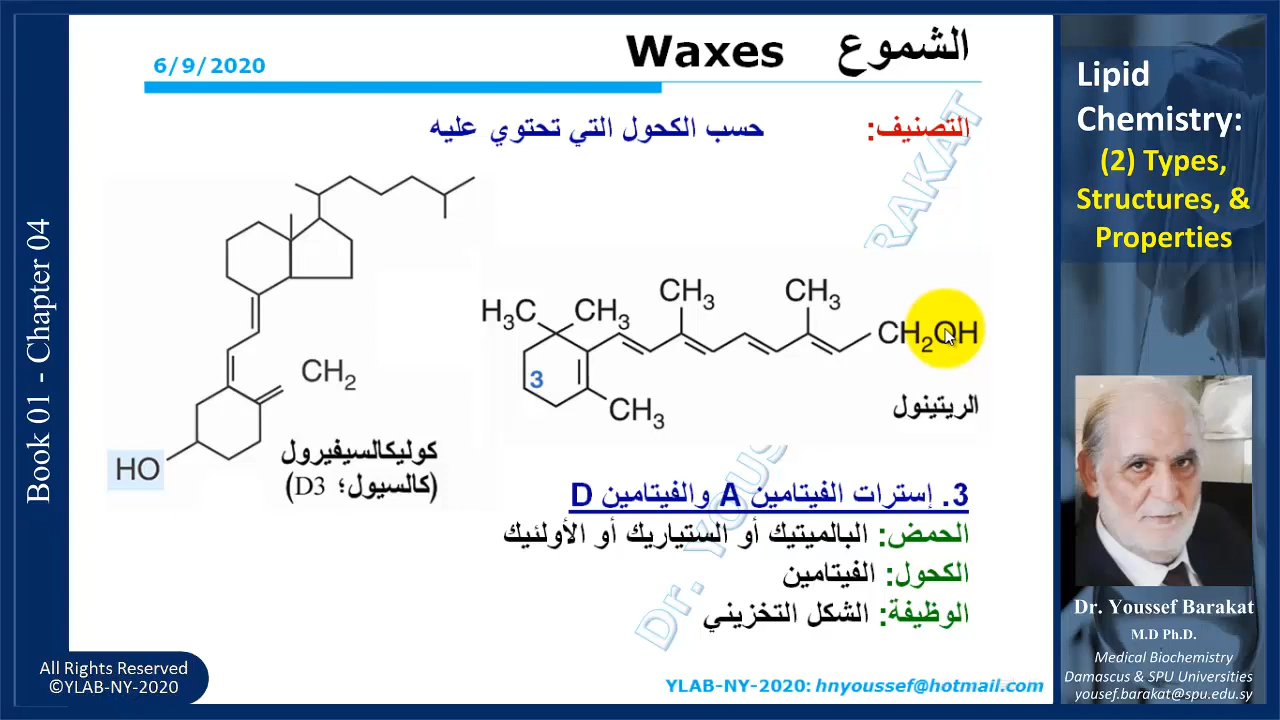 6/9/2020
Waxes الشموع
التصنيف: حسب الكحول التي تحتوي عليه
H3C
CH3
CH3
CH3
CH2OH
3
CH3
الريتينول
CH2
HO
كوليكالسيفيرول
(كالسيول؛ D3)
3. إسترات الفيتامين A والفيتامين D
الحمض: البالميتيك أو الستياريك أو الأولئيك
الكحول: الفيتامين
الوظيفة: الشكل التخزيني
YLAB-NY-2020: hnyoussef@hotmail.com
Book 01 - Chapter 04
All Rights Reserved
©YLAB-NY-2020
Lipid
Chemistry:
(2) Types,
Structures, &
Properties
Dr. Youssef Barakat
M.D Ph.D.
Medical Biochemistry
Damascus & SPU Universities
yousef.barakat@spu.edu.sy
Dr. YOUS
RAKAT